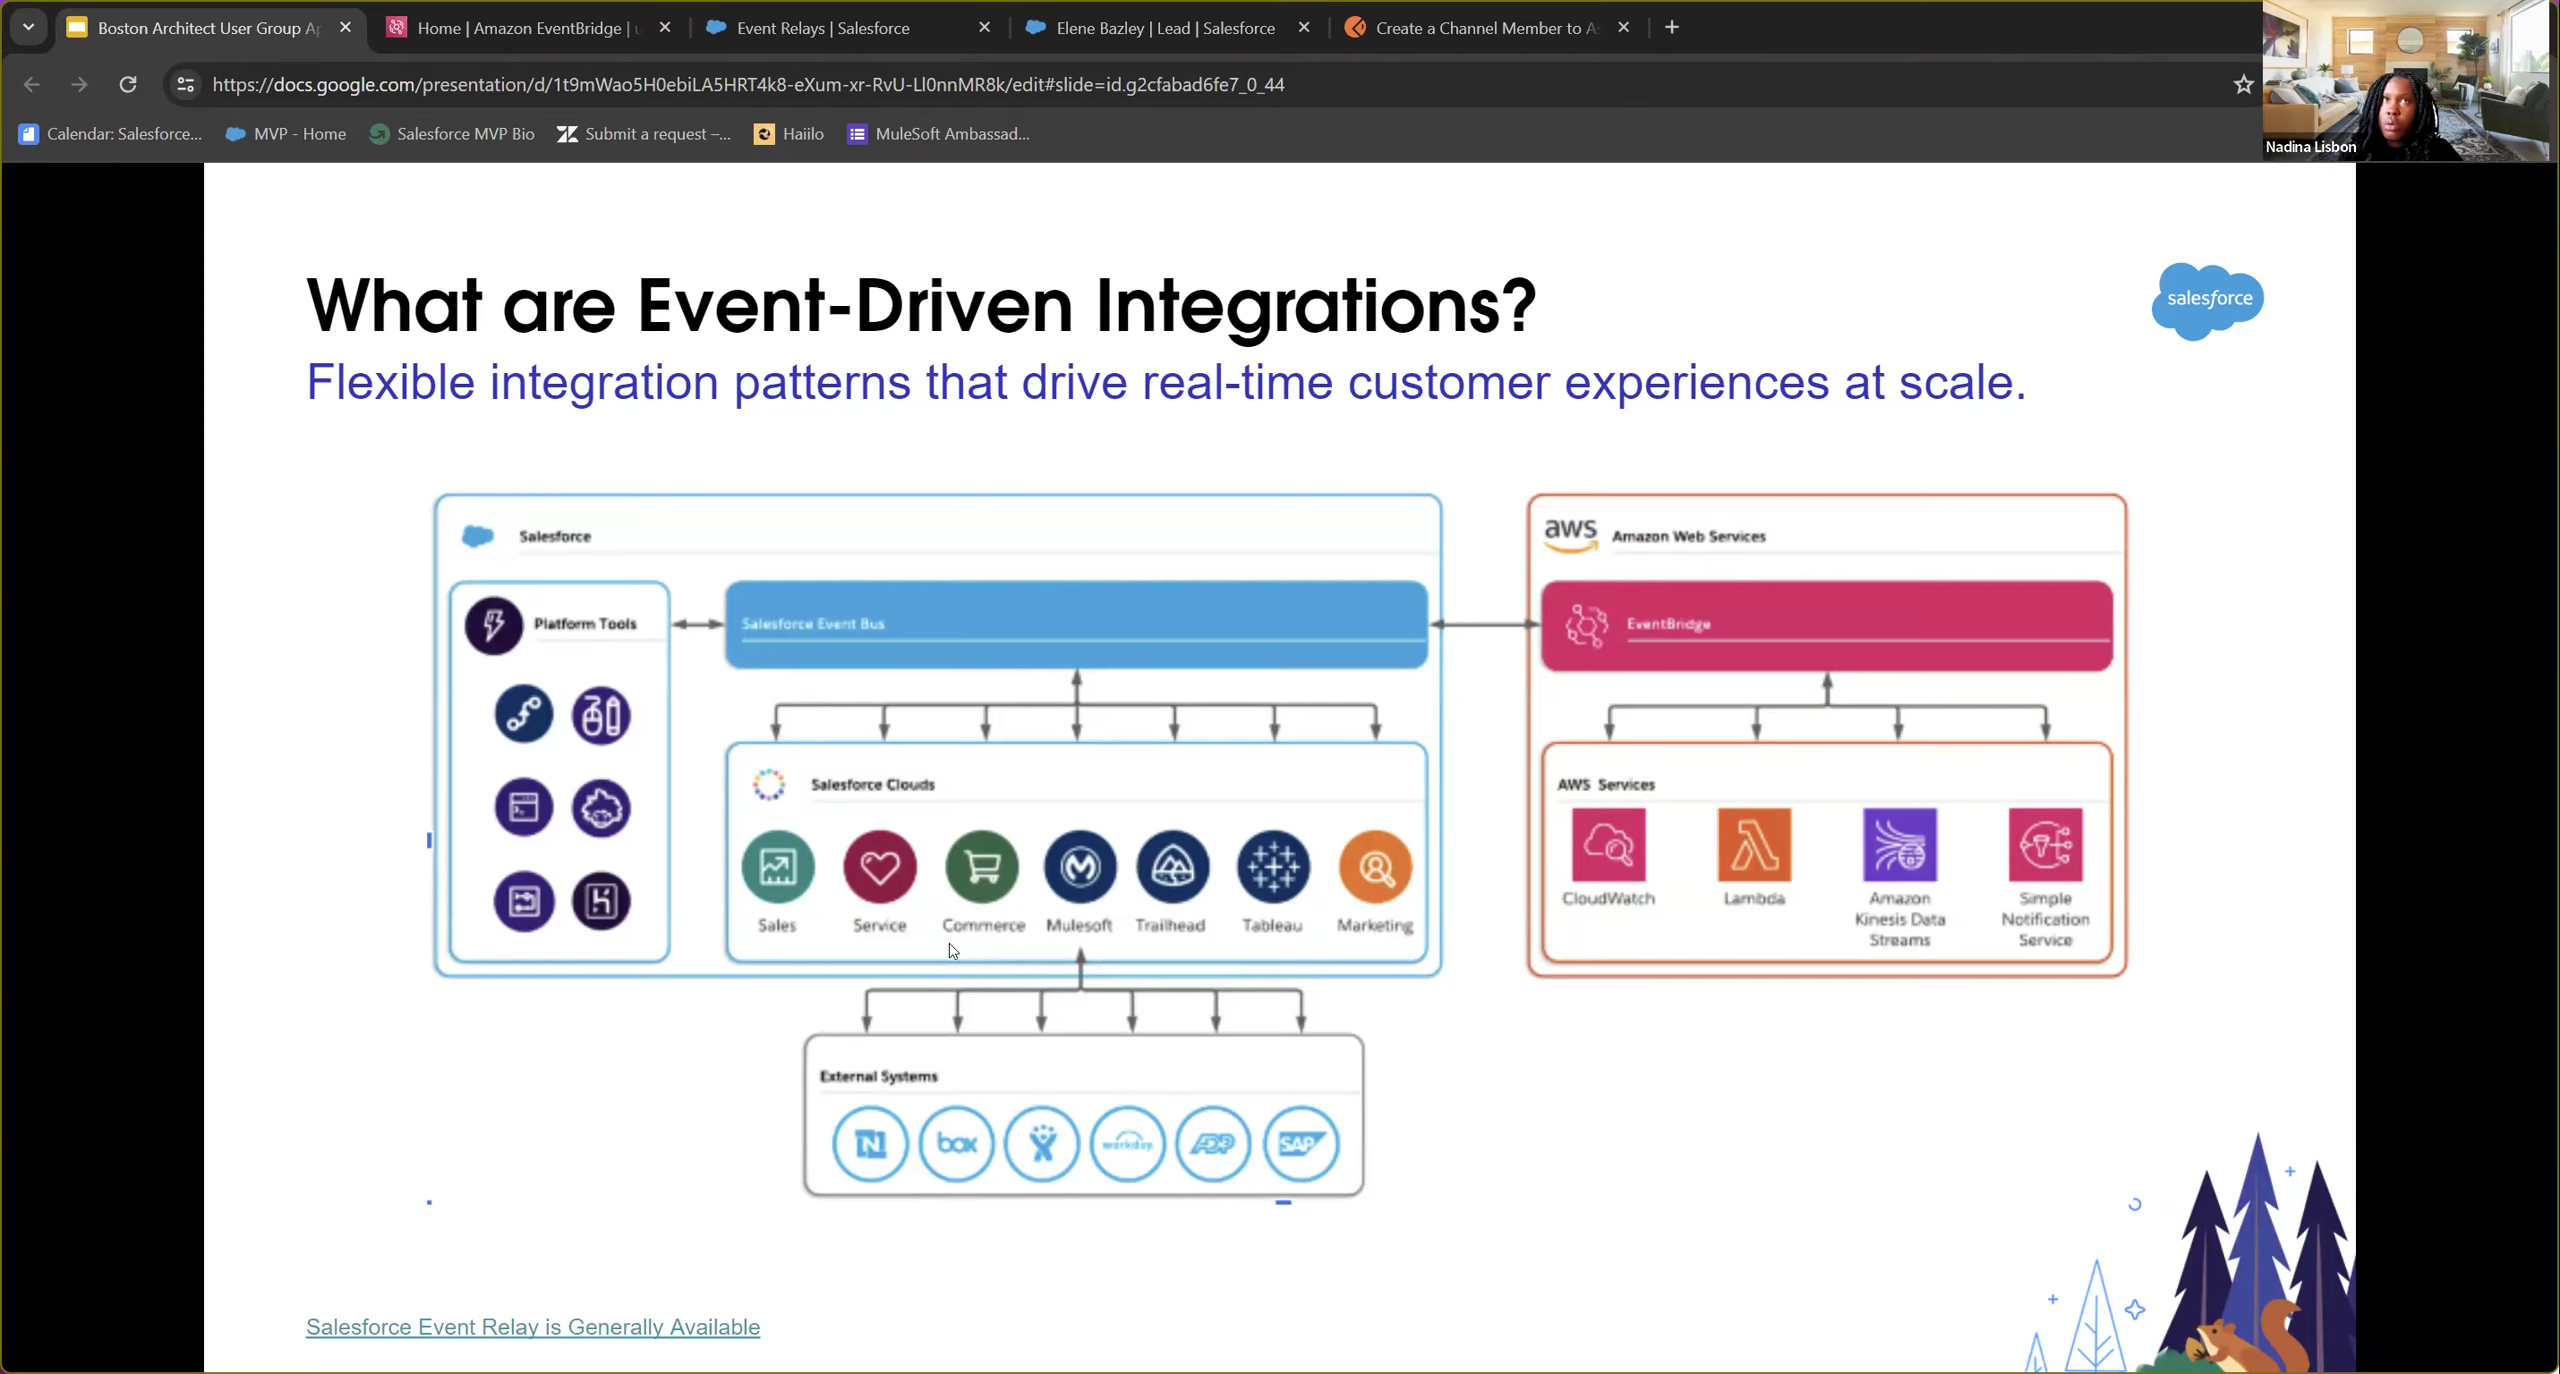 Boston Architect User Group A
Home | Amazon EventBridge |
Event Relays | Salesforce
Elene Bazley | Lead | Salesforce
Create a Channel Member to A
https://docs.google.com/presentation/d/1t9mWao5H0ebiLA5HRT4k8-eXum-xr-RvU-Ll0nnMR8k/edit#slide=id.g2cfabad6fe7_0_44
Calendar: Salesforce...
MVP - Home
Salesforce MVP Bio
Submit a request –...
Haiilo
MuleSoft Ambassad...
Nadina Lisbon
What are Event-Driven Integrations?
salesforce
Flexible integration patterns that drive real-time customer experiences at scale.
Salesforce
aws
Amazon Web Services
Platform Tools
Salesforce Event Bus
EventBridge
Salesforce Clouds
AWS Services
Sales
Service
Commerce
Mulesoft
Trailhead
Tableau
Marketing
CloudWatch
Lambda
Amazon
Kinesis Data
Streams
Simple
Notification
Service
External Systems
N
box
workday.
ADP
SAP
Salesforce Event Relay is Generally Available